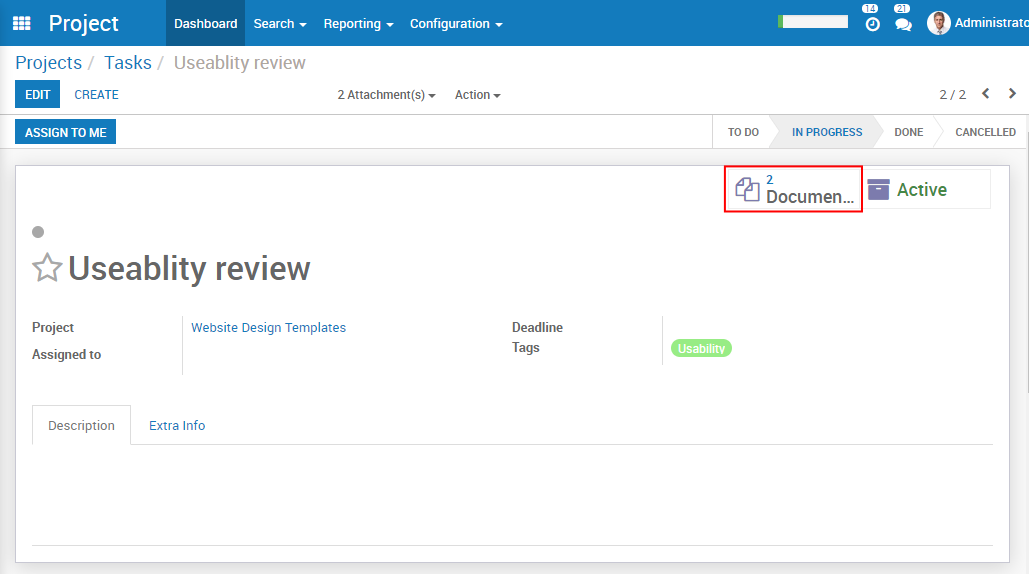 Project Dashboard Search Reporting Configuration 14 21 Administrato
Projects / Tasks / Useablity review
EDIT CREATE 2 Attachment(s) Action 2 / 2
ASSIGN TO ME TO DO IN PROGRESS DONE CANCELLED
2
Documen... Active
Useablity review
Project Website Design Templates Deadline
Assigned to Tags Usability
Description Extra Info